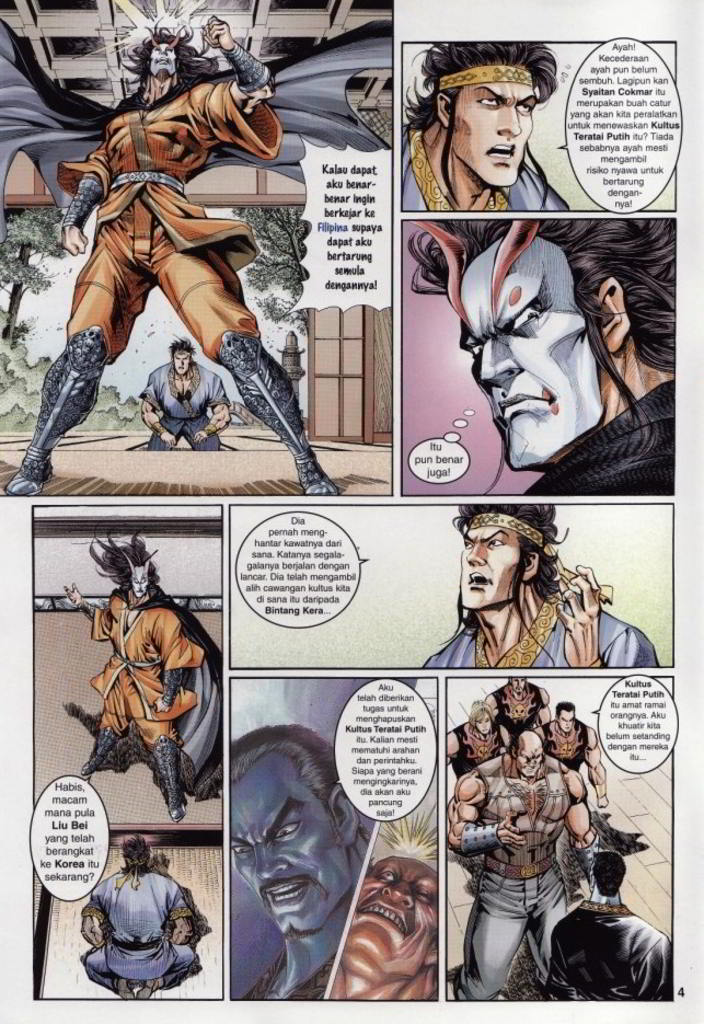 Kalau dapat,
aku benar-
benar ingin
berkejar ke
Filipina supaya
dapat aku
bertarung
semula
dengannya!
Ayah!
Kecederaan
ayah pun belum
sembuh. Lagipun kan
Syaitan Cokmar itu
merupakan buah catur
yang akan kita peralatkan
untuk menewaskan Kultus
Teratai Putih itu? Tiada
sebabnya ayah mesti
mengambil
risiko nyawa untuk
bertarung
dengan-
nya!
Itu
pun benar
juga!
Habis,
macam
mana pula
Liu Bei
yang telah
berangkat
ke Korea itu
sekarang?
Dia
pernah meng-
hantar kawatnya dari
sana. Katanya segala-
galanya berjalan dengan
lancar. Dia telah mengambil
alih cawangan kultus kita
di sana itu daripada
Bintang Kera...
Aku
telah diberikan
tugas untuk
menghapuskan
Kultus Teratai Putih
itu. Kalian mesti
mematuhi arahan
dan perintahku.
Siapa yang berani
mengingkarinya,
dia akan aku
pancung
saja!
Kultus
Teratai Putih
itu amat ramai
orangnya. Aku
khuatir kita
belum setanding
dengan mereka
itu...
4